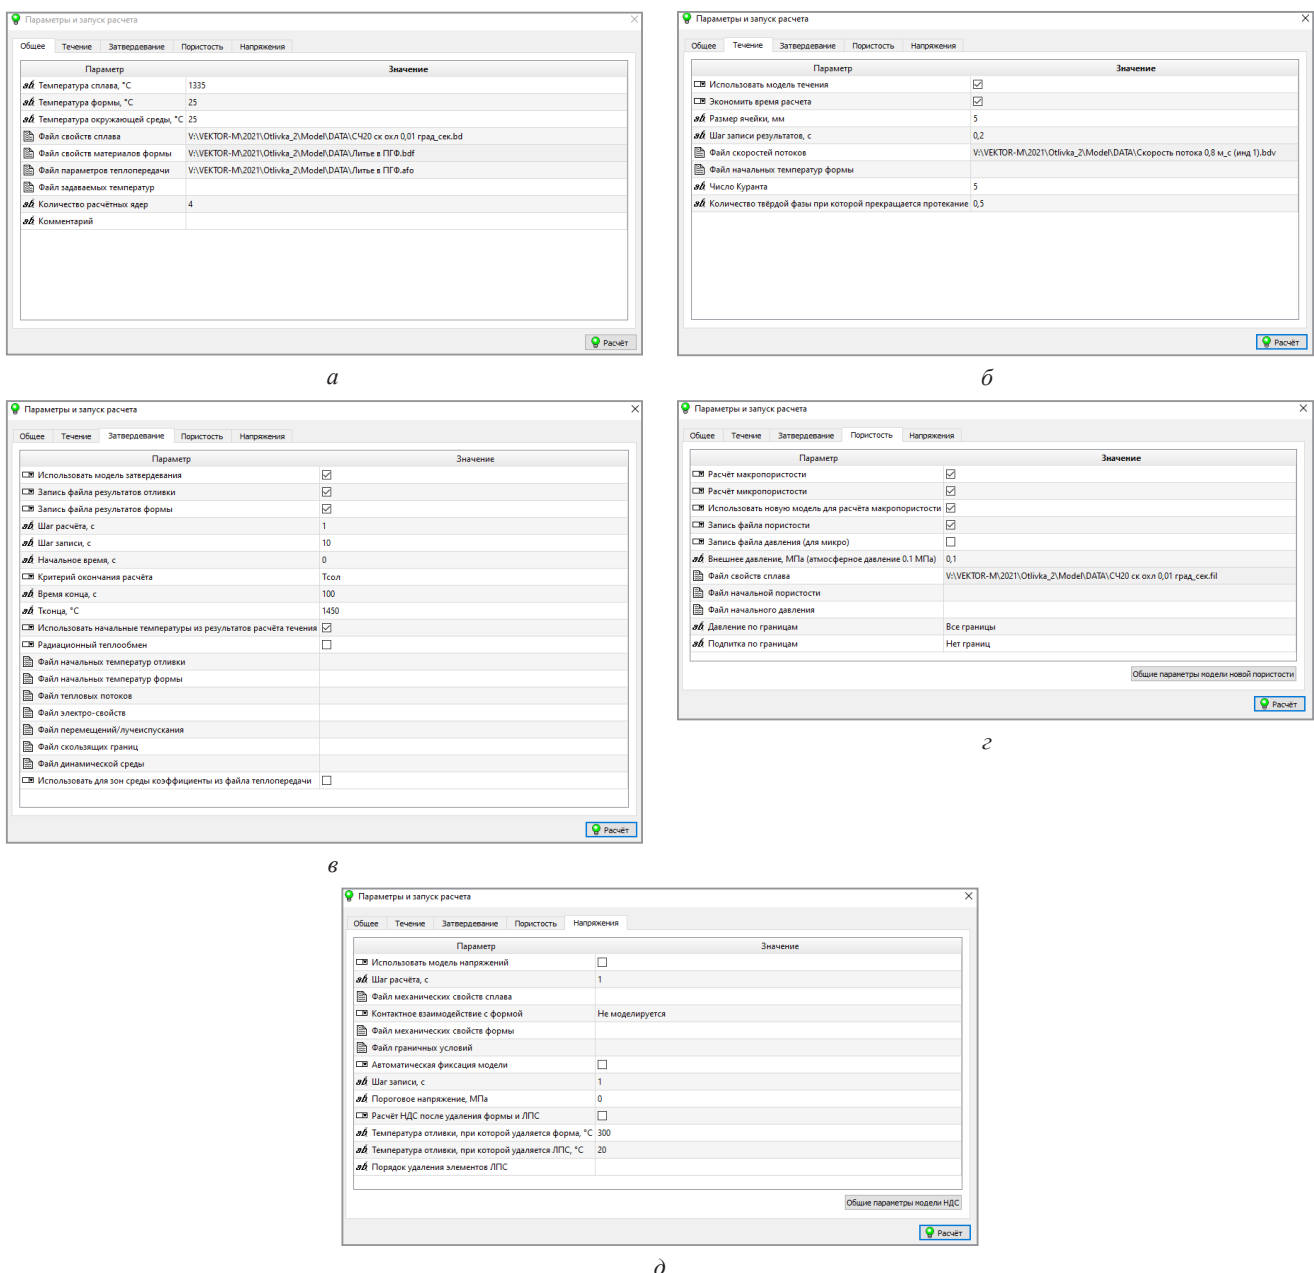 Параметры и запуск расчета
Общее Течение Затвердевание Пористость Напряжения
Параметр Значение
Температура сплава, °C 1335
Температура формы, °C 25
Температура окружающей среды, °C 25
Файл свойств сплава V:\VEKTOR-M\2021\Otlivka_2\Model\DATA\СЧ20 ск охл 0,01 град_сек.bd
Файл свойств материалов формы V:\VEKTOR-M\2021\Otlivka_2\Model\DATA\Литье в ПГФ.bdf
Файл параметров теплопередачи V:\VEKTOR-M\2021\Otlivka_2\Model\DATA\Литье в ПГФ.afo
Файл задаваемых температур
Количество расчётных ядер 4
Комментарий
Расчёт
а
Параметры и запуск расчета
Общее Течение Затвердевание Пористость Напряжения
Параметр Значение
Использовать модель течения
Экономить время расчета
Размер ячейки, мм 5
Шаг записи результатов, с 0,2
Файл скоростей потоков V:\VEKTOR-M\2021\Otlivka_2\Model\DATA\Скорость потока 0,8 м_с (инд 1).bdv
Файл начальных температур формы
Число Куранта 5
Количество твёрдой фазы при которой прекращается протекание 0,5
Расчёт
б
Параметры и запуск расчета
Общее Течение Затвердевание Пористость Напряжения
Параметр Значение
Использовать модель затвердевания
Запись файла результатов отливки
Запись файла результатов формы
Шаг расчёта, с 1
Шаг записи, с 10
Начальное время, с 0
Критерий окончания расчёта Тсол
Время конца, с 100
Тконца, °C 1450
Использовать начальные температуры из результатов расчёта течения
Радиационный теплообмен
Файл начальных температур отливки
Файл начальных температур формы
Файл тепловых потоков
Файл электро-свойств
Файл перемещений/лучеиспускания
Файл скользящих границ
Файл динамической среды
Использовать для зон среды коэффициенты из файла теплопередачи
Расчёт
в
Параметры и запуск расчета
Общее Течение Затвердевание Пористость Напряжения
Параметр Значение
Расчёт макропористости
Расчёт микропористости
Использовать новую модель для расчёта макропористости
Запись файла пористости
Запись файла давления (для микро)
Внешнее давление, МПа (атмосферное давление 0.1 МПа) 0,1
Файл свойств сплава V:\VEKTOR-M\2021\Otlivka_2\Model\DATA\СЧ20 ск охл 0,01 град_сек.fil
Файл начальной пористости
Файл начального давления
Давление по границам Все границы
Подпитка по границам Нет границ
Общие параметры модели новой пористости
Расчёт
г
Параметры и запуск расчета
Общее Течение Затвердевание Пористость Напряжения
Параметр Значение
Использовать модель напряжений
Шаг расчёта, с 1
Файл механических свойств сплава
Контактное взаимодействие с формой Не моделируется
Файл механических свойств формы
Файл граничных условий
Автоматическая фиксация модели
Шаг записи, с 1
Пороговое напряжение, МПа 0
Расчёт НДС после удаления формы и ЛПС
Температура отливки, при которой удаляется форма, °C 300
Температура отливки, при которой удаляется ЛПС, °C 20
Порядок удаления элементов ЛПС
Общие параметры модели НДС
Расчёт
д